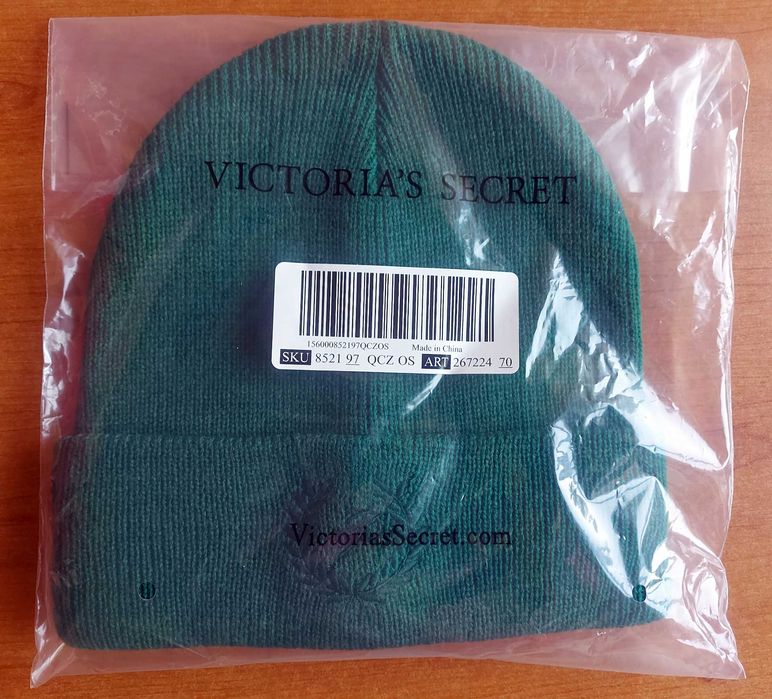 VICTORIA'S SECRET
156000852197QCZOS Made in China
SKU 8521 97 QCZ OS ART 267224 70
VictoriasSecret.com